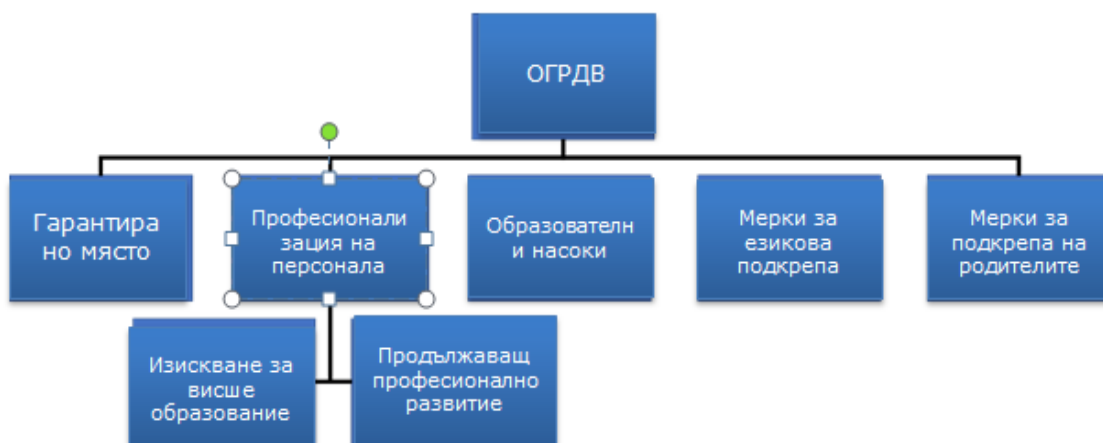 ОГРДВ
Гарантира
но място
Професионали
зация на
персонала
Образователн
и насоки
Мерки за
езикова
подкрепа
Мерки за
подкрепа на
родителите
Изискване за
висше
образование
Продължаващ
професионално
развитие